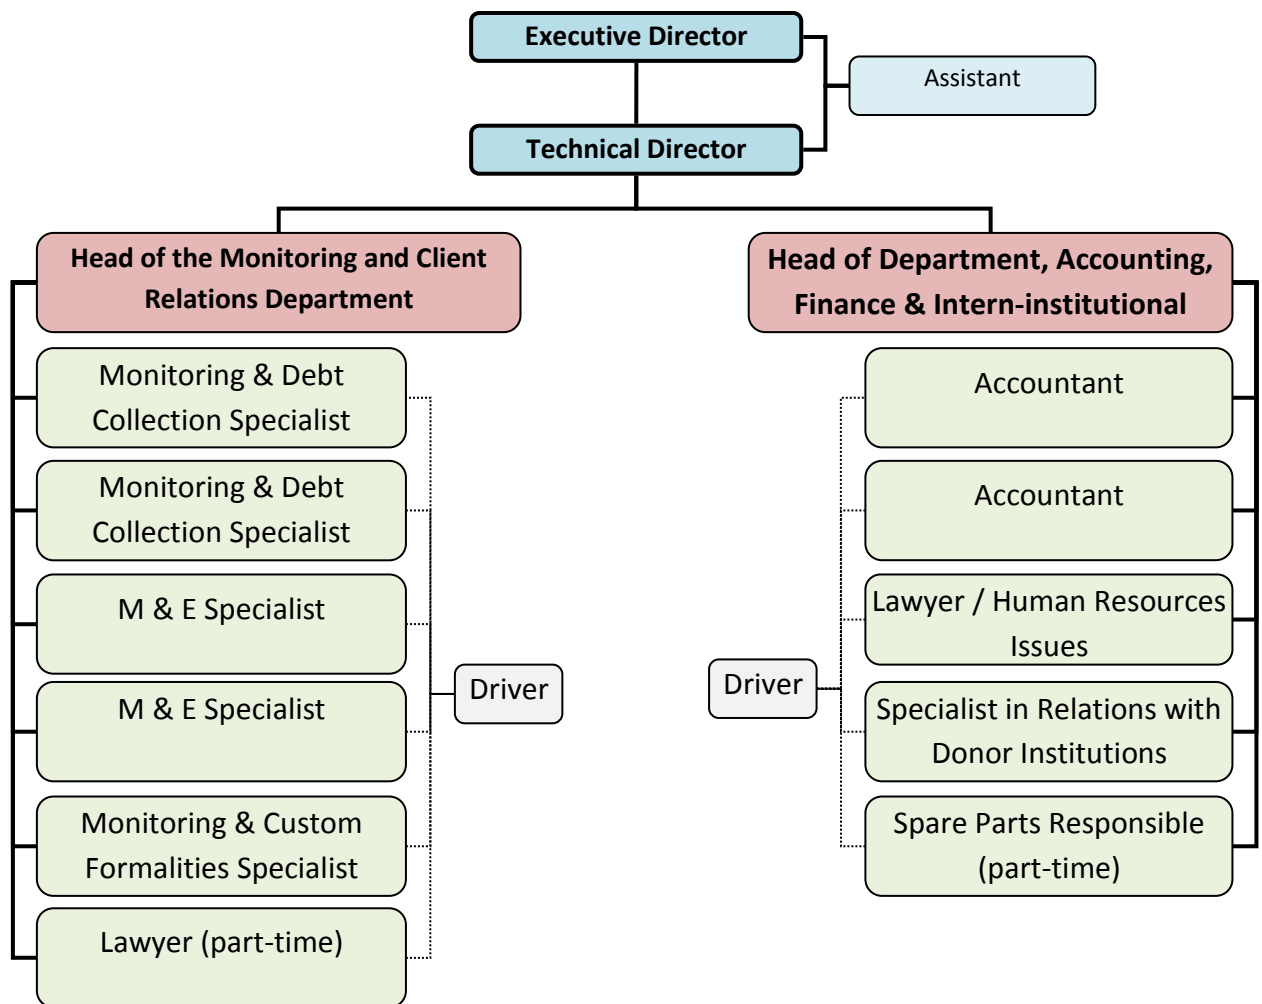 Executive Director
Assistant
Technical Director
Head of the Monitoring and Client
Relations Department
Monitoring & Debt
Collection Specialist
Monitoring & Debt
Collection Specialist
M & E Specialist
M & E Specialist
Monitoring & Custom
Formalities Specialist
Lawyer (part-time)
Driver
Head of Department, Accounting,
Finance & Intern-institutional
Accountant
Accountant
Lawyer / Human Resources
Issues
Specialist in Relations with
Donor Institutions
Spare Parts Responsible
(part-time)
Driver